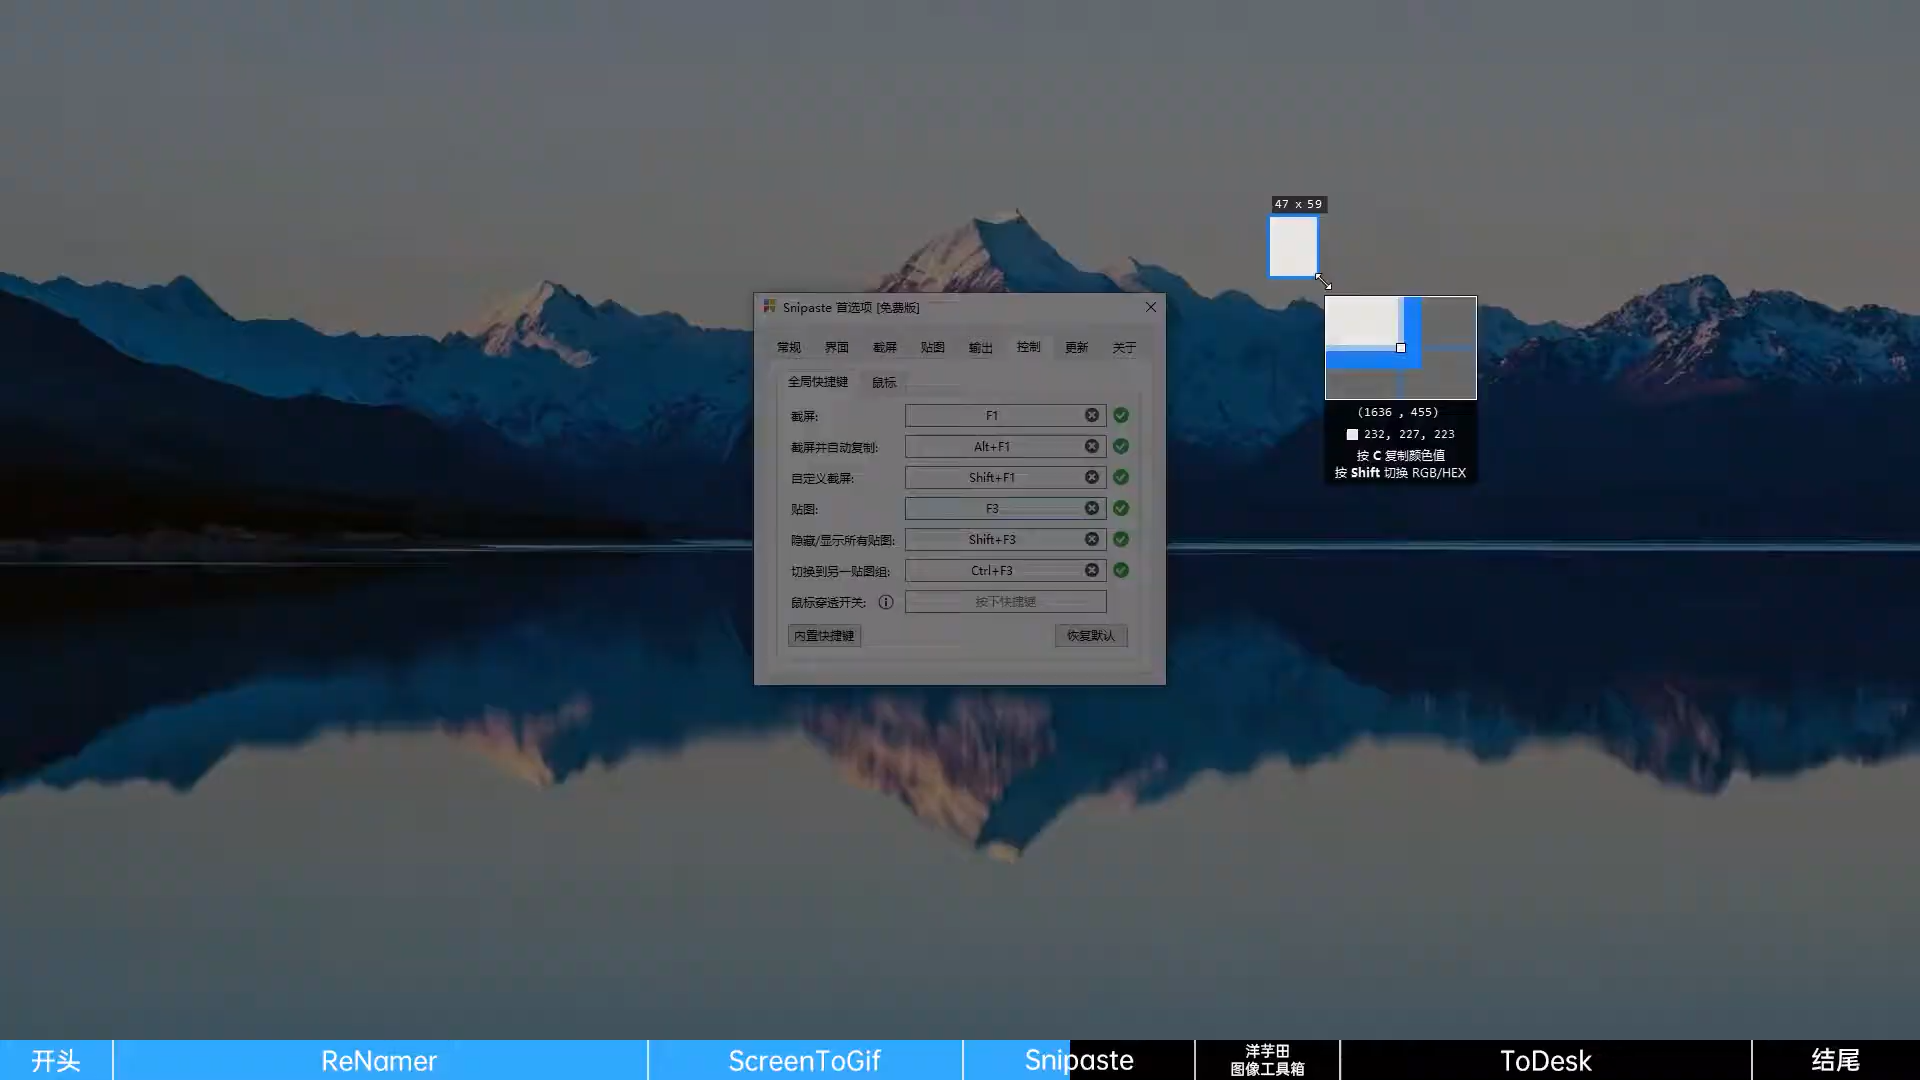 47 x 59
Snipaste 首选项 [免费版]
常规 界面 截屏 贴图 输出 控制 更新 关于
全局快捷键 鼠标
截屏: F1
截屏并自动复制: Alt+F1
自定义截屏: Shift+F1
贴图: F3
隐藏/显示所有贴图: Shift+F3
切换到另一贴图组: Ctrl+F3
鼠标穿透开关: 按下快捷键
内置快捷键 恢复默认
(1636 , 455)
232, 227, 223
按 C 复制颜色值
按 Shift 切换 RGB/HEX
开头 ReNamer ScreenToGif Snipaste
洋芋田
图像工具箱
ToDesk 结尾